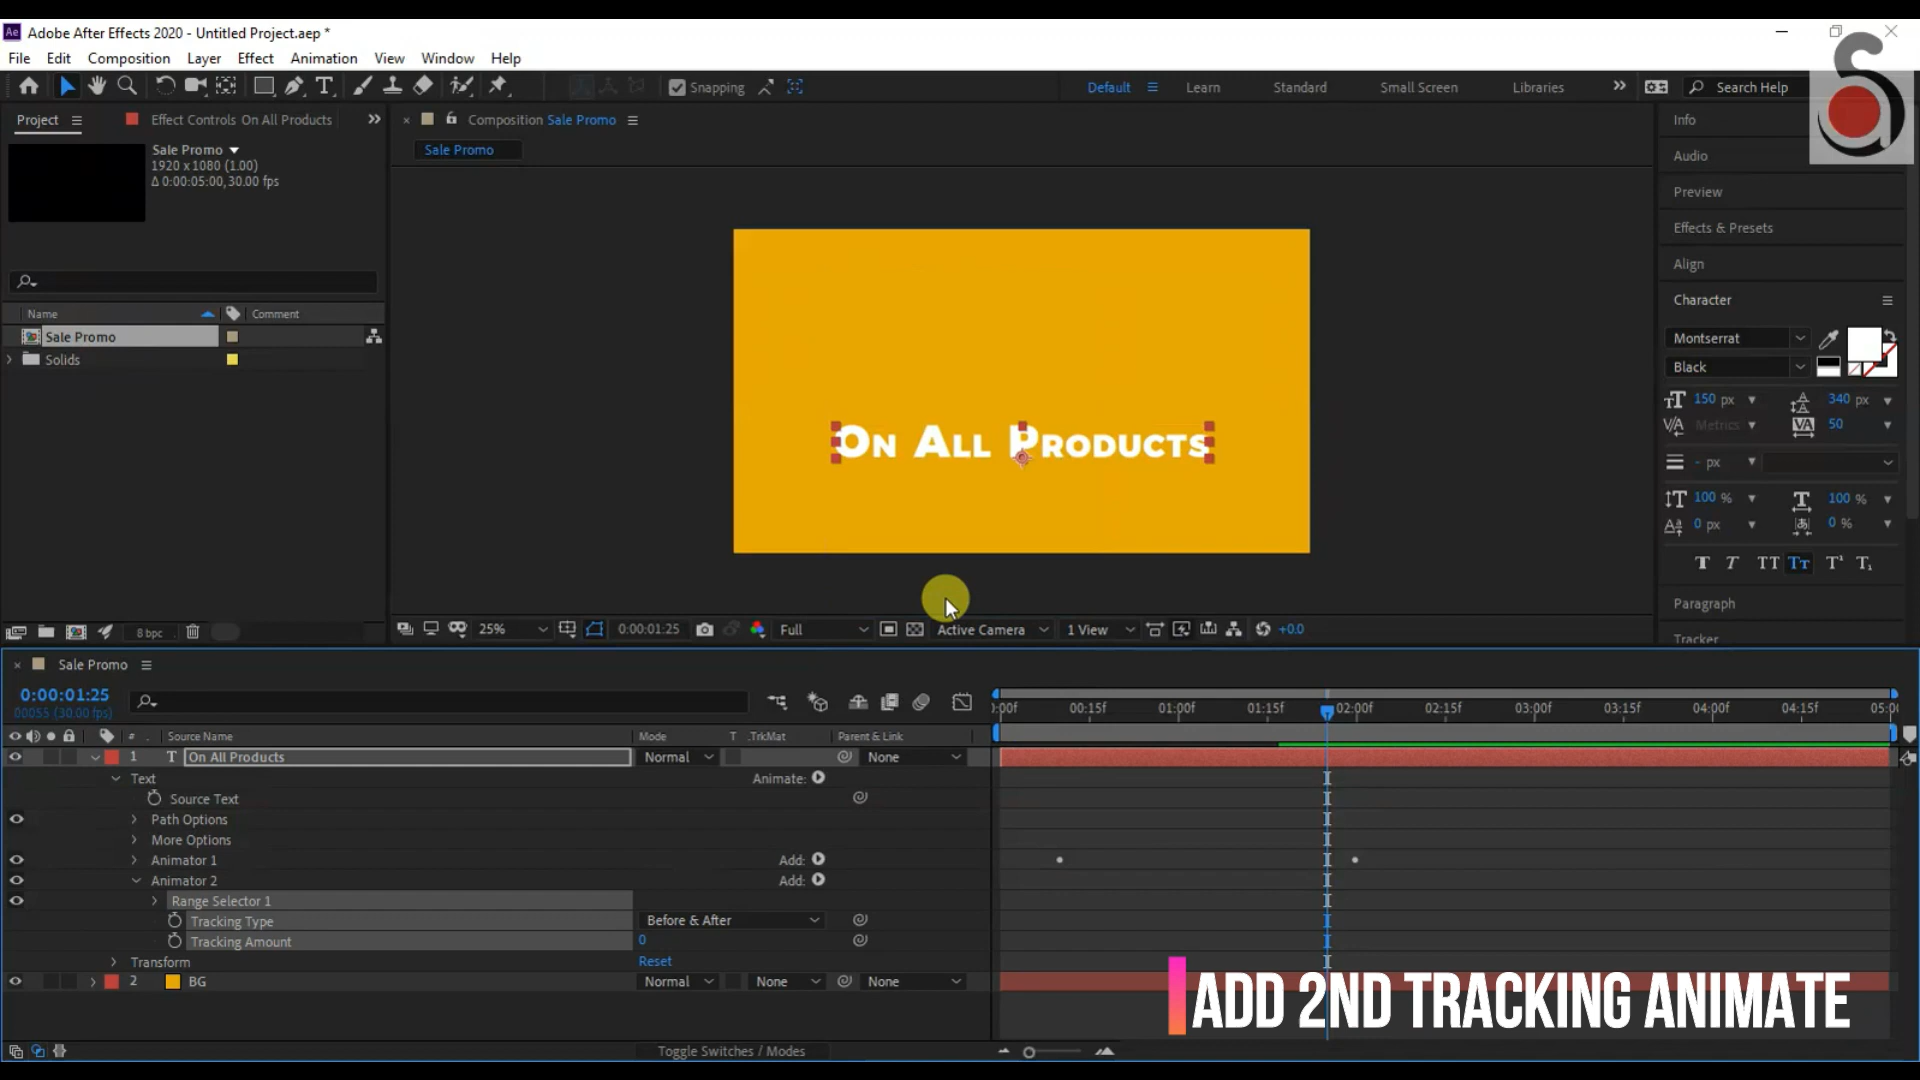 Ae Adobe After Effects 2020 - Untitled Project.aep *
File Edit Composition Layer Effect Animation View Window Help
Snapping Default Learn Standard Small Screen Libraries Search Help
Project Effect Controls On All Products Composition Sale Promo Info
Sale Promo
Sale Promo
1920 x 1080 (1.00)
Δ 0:00:05:00, 30.00 fps
Audio
Preview
Effects & Presets
Align
Character
Name Comment
Sale Promo
Solids
Montserrat
Black
150 px 340 px
Metrics 50
- px
100 % 100 %
0 px 0 %
T T TT Tt T¹ T₁
Paragraph
Tracker
On All Products
8 bpc 25% 0:00:01:25 Full Active Camera 1 View +0.0
Sale Promo
0:00:01:25
00055 (30.00 fps)
:00f 00:15f 01:00f 01:15f 02:00f 02:15f 03:00f 03:15f 04:00f 04:15f 05:00
# Source Name Mode T .TrkMat Parent & Link
1 T On All Products Normal None
Text Animate:
Source Text
Path Options
More Options
Animator 1 Add:
Animator 2 Add:
Range Selector 1
Tracking Type Before & After
Tracking Amount 0
Transform Reset
2 BG Normal None None
ADD 2ND TRACKING ANIMATE
Toggle Switches / Modes